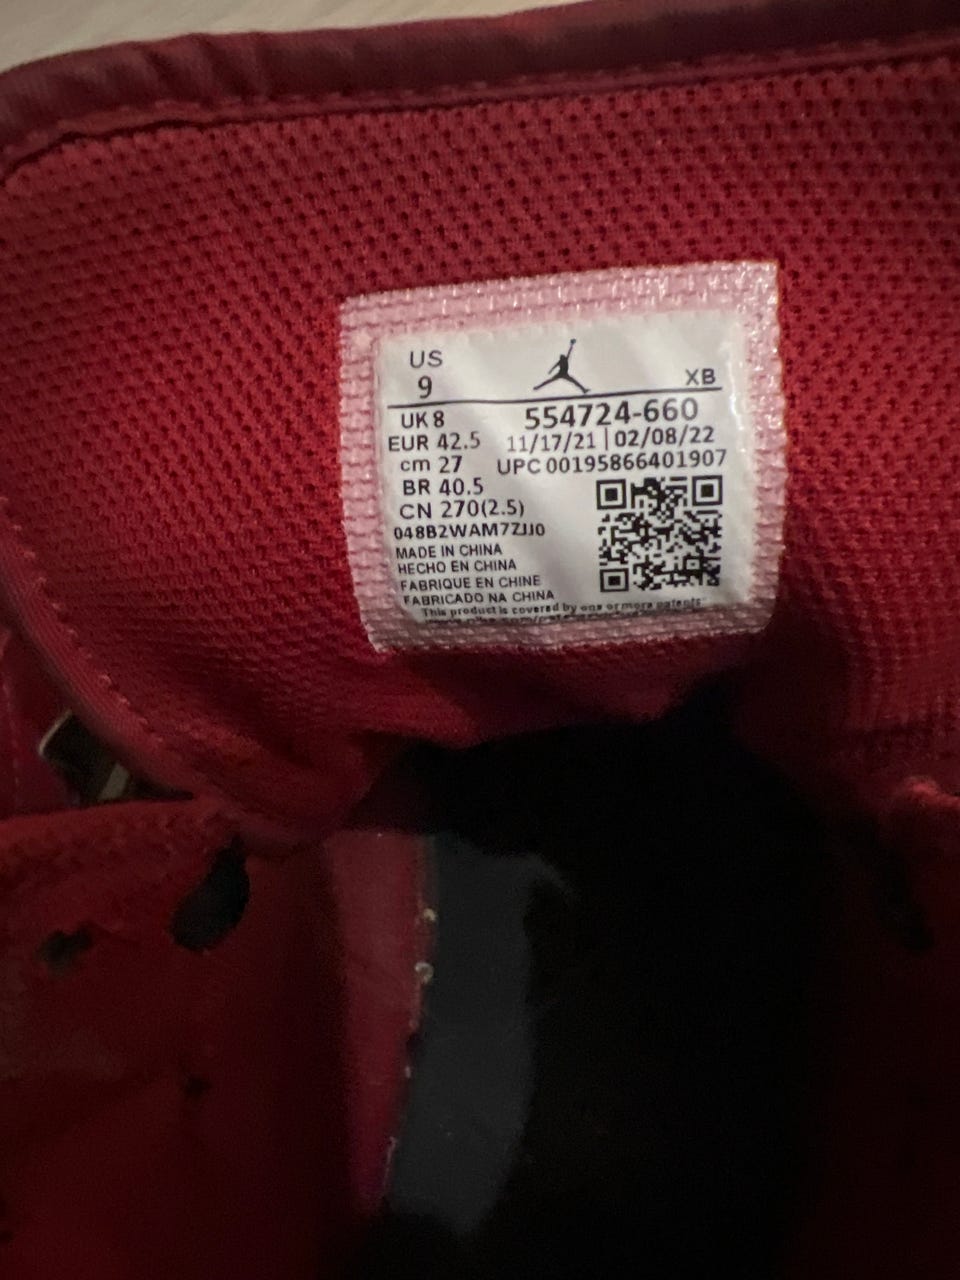 US
9
XB
UK 8
554724-660
EUR 42.5
11/17/21 | 02/08/22
cm 27
UPC 00195866401907
BR 40.5
CN 270(2.5)
048B2WAM7ZJJ0
MADE IN CHINA
HECHO EN CHINA
FABRIQUE EN CHINE
FABRICADO NA CHINA
This product is covered by one or more patents